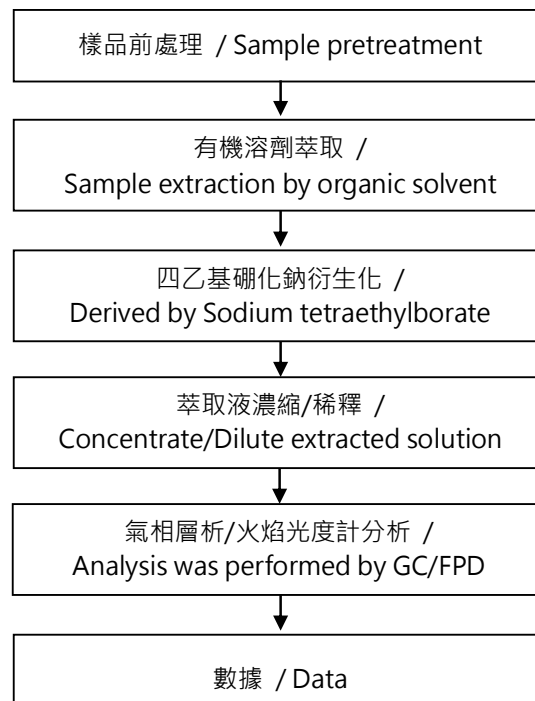 樣品前處理 / Sample pretreatment
有機溶劑萃取 /
Sample extraction by organic solvent
四乙基硼化鈉衍生化 /
Derived by Sodium tetraethylborate
萃取液濃縮/稀釋 /
Concentrate/Dilute extracted solution
氣相層析/火焰光度計分析 /
Analysis was performed by GC/FPD
數據 / Data